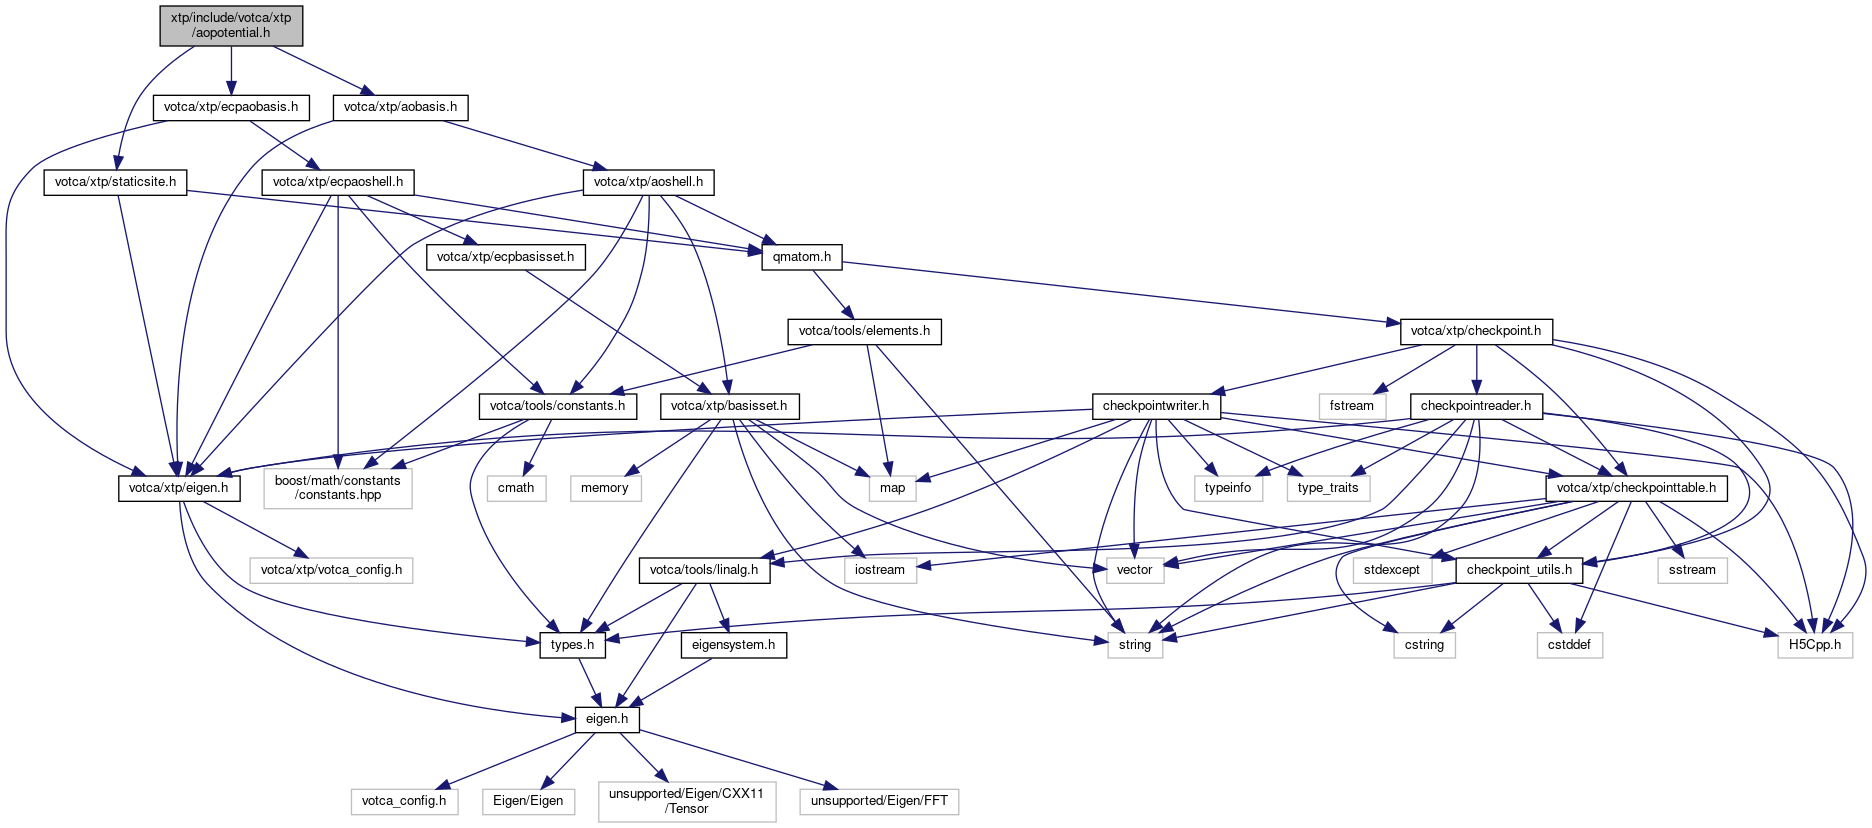 xtp/include/votca/xtp
/aopotential.h
votca/xtp/ecpaobasis.h
votca/xtp/aobasis.h
votca/xtp/staticsite.h
votca/xtp/ecpaoshell.h
votca/xtp/aoshell.h
votca/xtp/ecpbasisset.h
qmatom.h
votca/tools/elements.h
votca/xtp/checkpoint.h
votca/tools/constants.h
votca/xtp/basisset.h
checkpointwriter.h
fstream
checkpointreader.h
votca/xtp/eigen.h
boost/math/constants
/constants.hpp
cmath
memory
map
typeinfo
type_traits
votca/xtp/checkpointtable.h
votca/xtp/votca_config.h
votca/tools/linalg.h
iostream
vector
stdexcept
checkpoint_utils.h
sstream
types.h
eigensystem.h
string
cstring
cstddef
H5Cpp.h
eigen.h
votca_config.h
Eigen/Eigen
unsupported/Eigen/CXX11
/Tensor
unsupported/Eigen/FFT